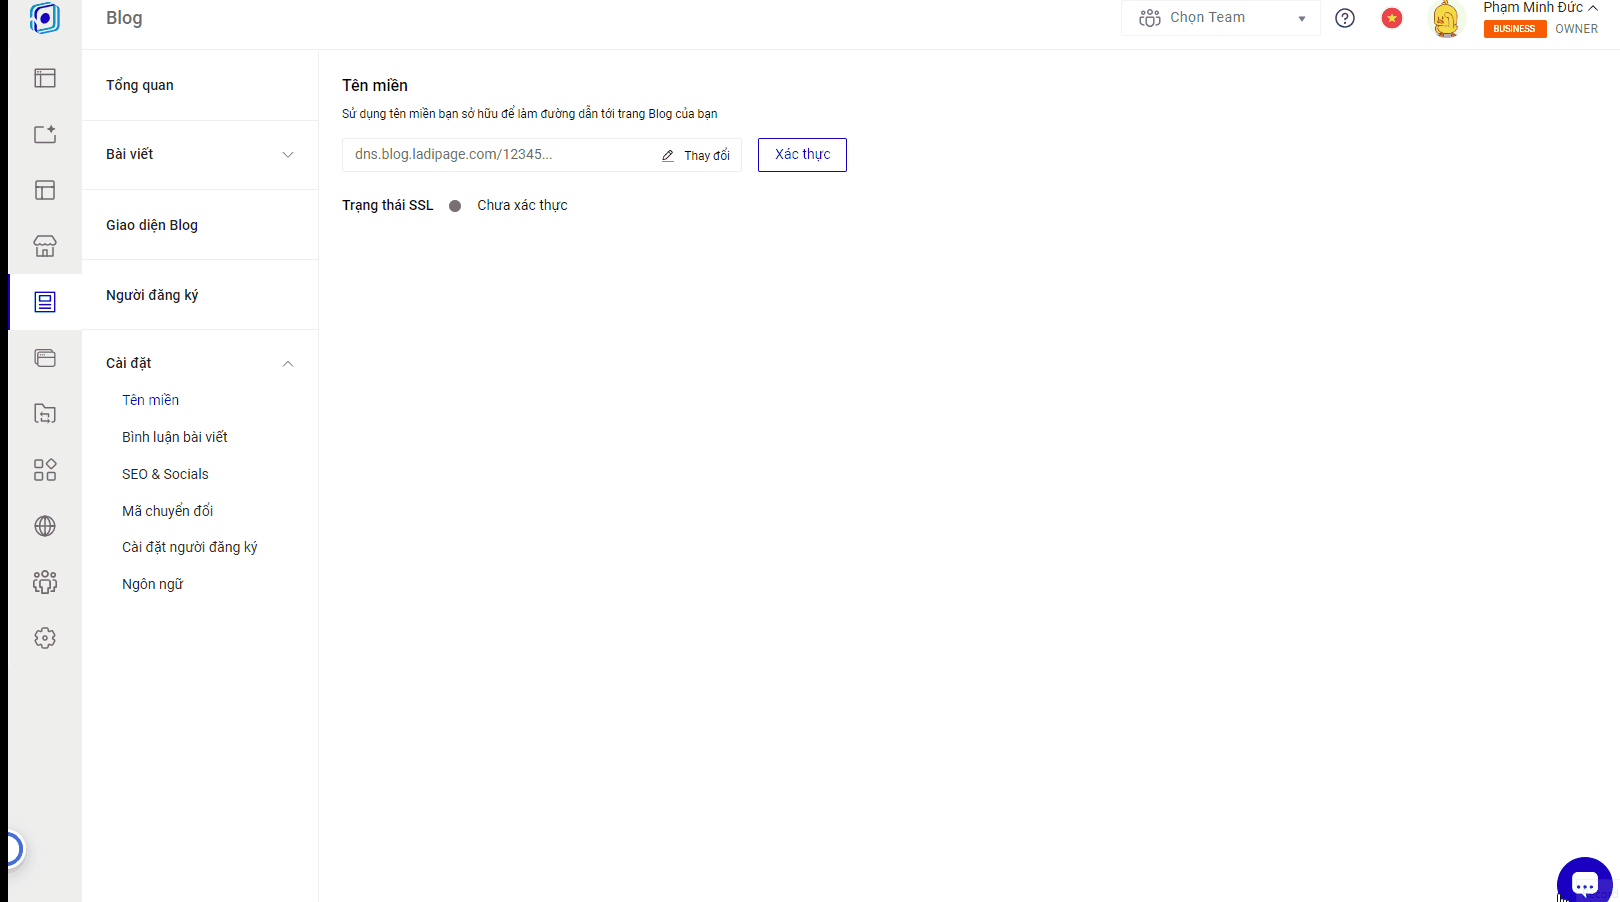 Blog
Chọn Team
Phạm Minh Đức
BUSINESS OWNER
Tổng quan
Bài viết
Giao diện Blog
Người đăng ký
Cài đặt
Tên miền
Bình luận bài viết
SEO & Socials
Mã chuyển đổi
Cài đặt người đăng ký
Ngôn ngữ
Tên miền
Sử dụng tên miền bạn sở hữu để làm đường dẫn tới trang Blog của bạn
dns.blog.ladipage.com/12345... Thay đổi Xác thực
Trạng thái SSL Chưa xác thực